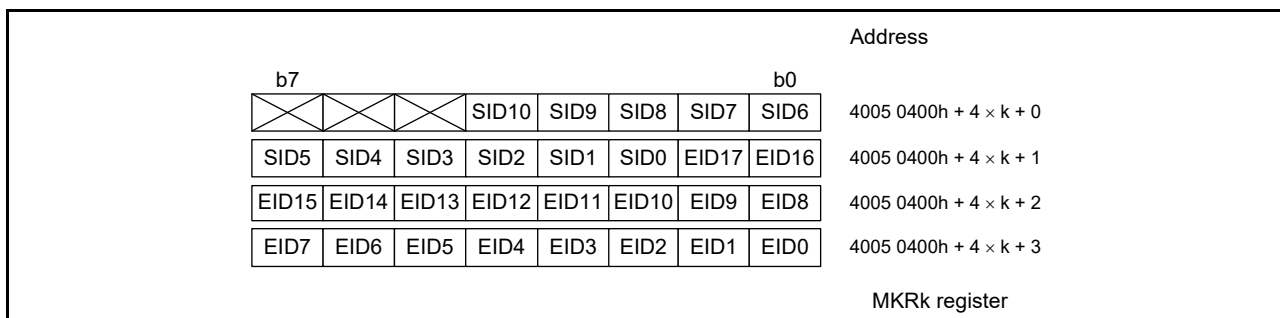 Address
b7 b0
SID10 SID9 SID8 SID7 SID6 4005 0400h + 4 × k + 0
SID5 SID4 SID3 SID2 SID1 SID0 EID17 EID16 4005 0400h + 4 × k + 1
EID15 EID14 EID13 EID12 EID11 EID10 EID9 EID8 4005 0400h + 4 × k + 2
EID7 EID6 EID5 EID4 EID3 EID2 EID1 EID0 4005 0400h + 4 × k + 3
MKRk register